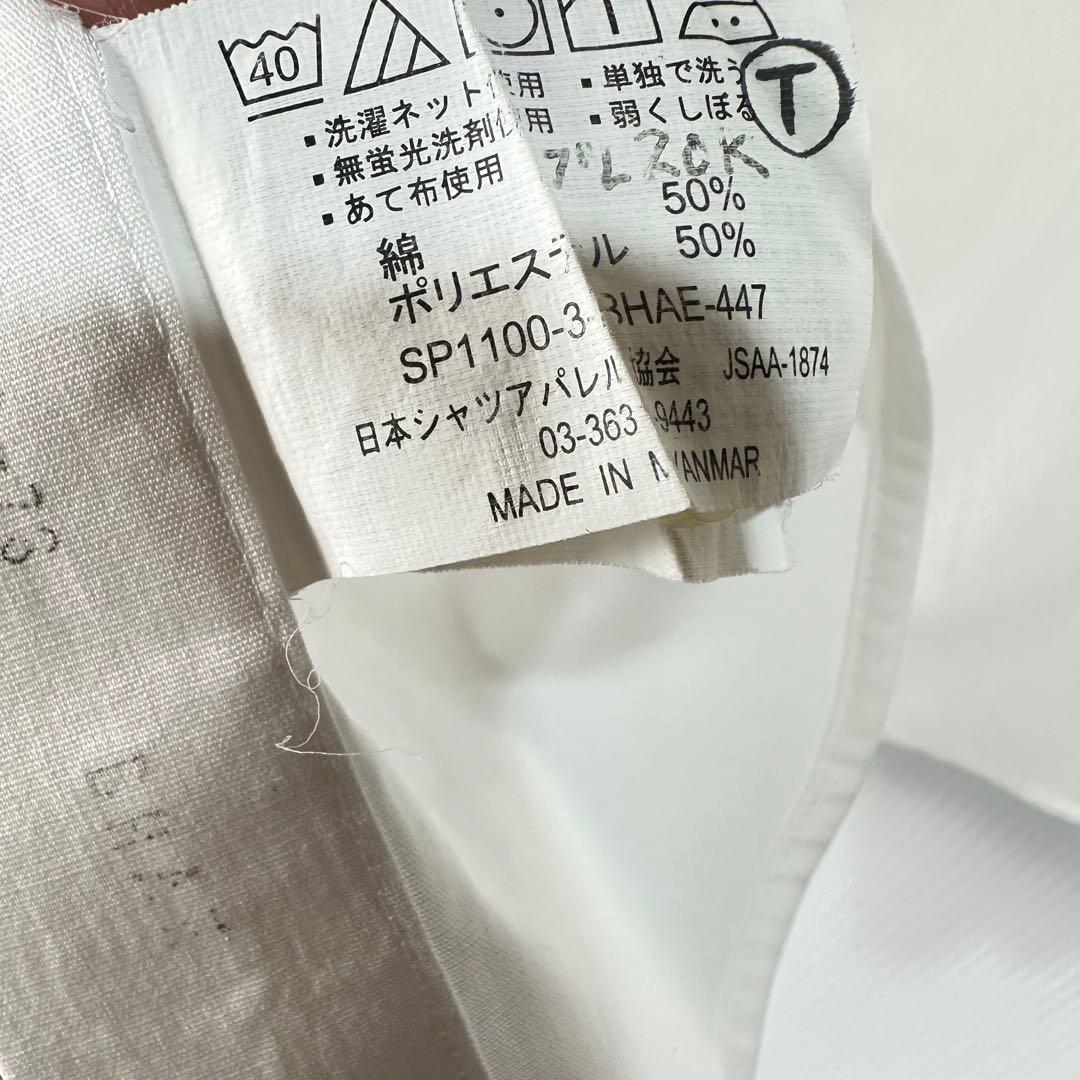 40
・洗濯ネット使用 ・単独で洗う
・無蛍光洗剤使用 ・弱くしぼる
・あて布使用
T
綿 50%
ポリエステル 50%
SP1100-3 BHAE-447
日本シャツアパレル協会 JSAA-1874
03-363 -9443
MADE IN MYANMAR